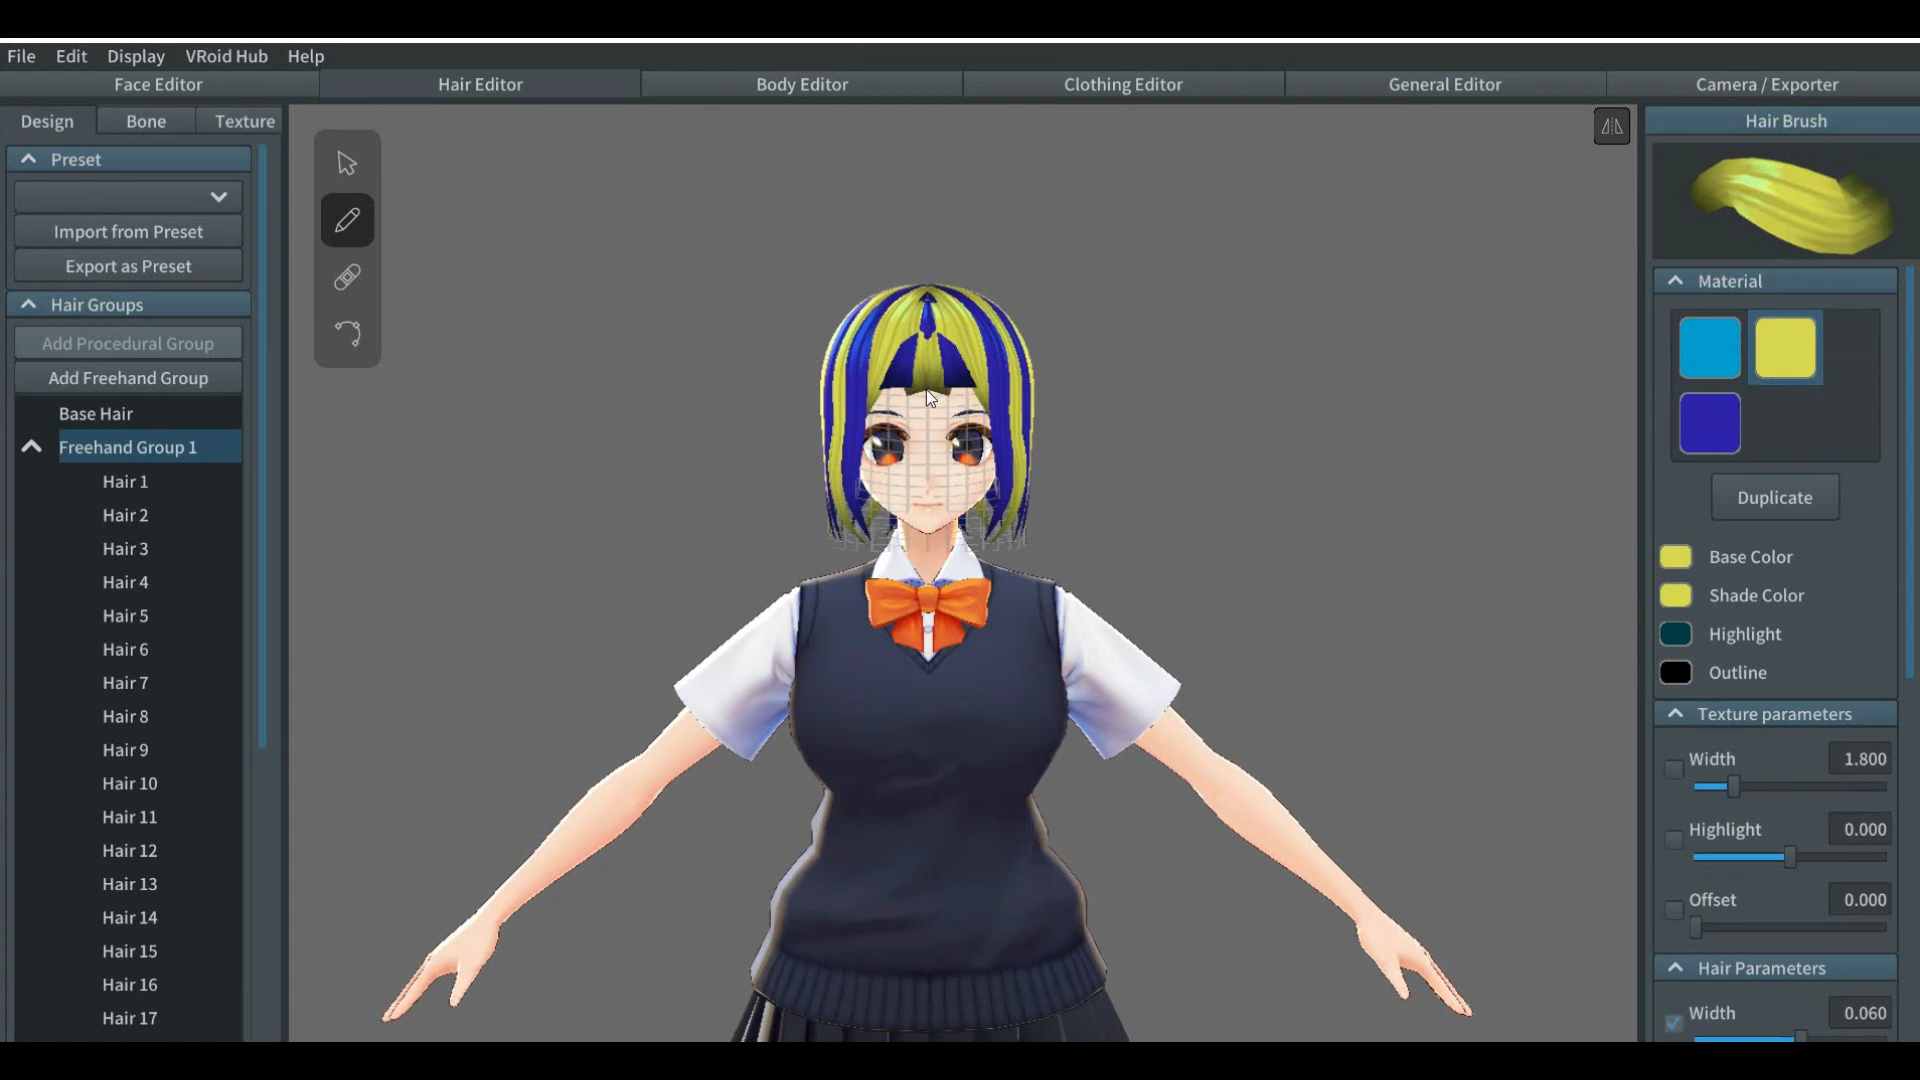 File Edit Display VRoid Hub Help
Face Editor Hair Editor Body Editor Clothing Editor General Editor Camera / Exporter
Design Bone Texture
Preset
Import from Preset
Export as Preset
Hair Groups
Add Procedural Group
Add Freehand Group
Base Hair
Freehand Group 1
Hair 1
Hair 2
Hair 3
Hair 4
Hair 5
Hair 6
Hair 7
Hair 8
Hair 9
Hair 10
Hair 11
Hair 12
Hair 13
Hair 14
Hair 15
Hair 16
Hair 17
Hair Brush
Material
Duplicate
Base Color
Shade Color
Highlight
Outline
Texture parameters
Width 1.800
Highlight 0.000
Offset 0.000
Hair Parameters
Width 0.060